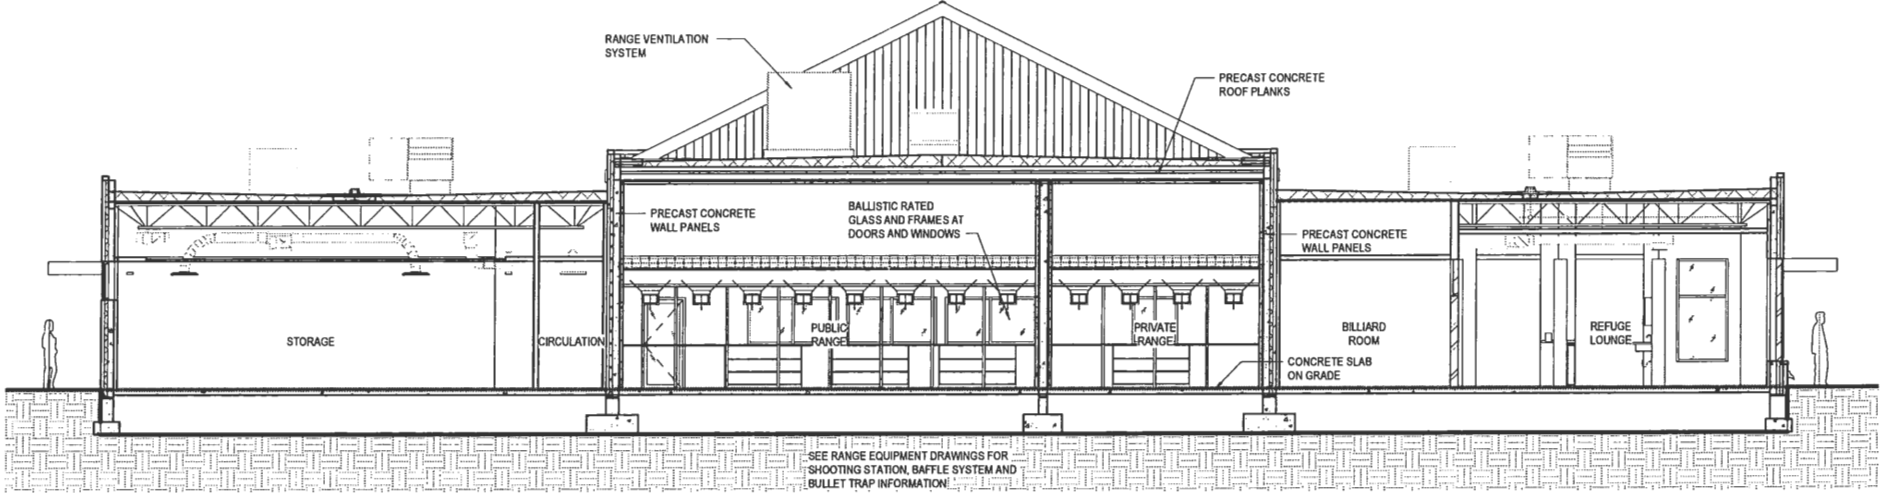 RANGE VENTILATION
SYSTEM
PRECAST CONCRETE
ROOF PLANKS
PRECAST CONCRETE
WALL PANELS
BALLISTIC RATED
GLASS AND FRAMES AT
DOORS AND WINDOWS
PRECAST CONCRETE
WALL PANELS
STORAGE
CIRCULATION
PUBLIC
RANGE
PRIVATE
RANGE
BILLIARD
ROOM
REFUGE
LOUNGE
CONCRETE SLAB
ON GRADE
SEE RANGE EQUIPMENT DRAWINGS FOR
SHOOTING STATION, BAFFLE SYSTEM AND
BULLET TRAP INFORMATION